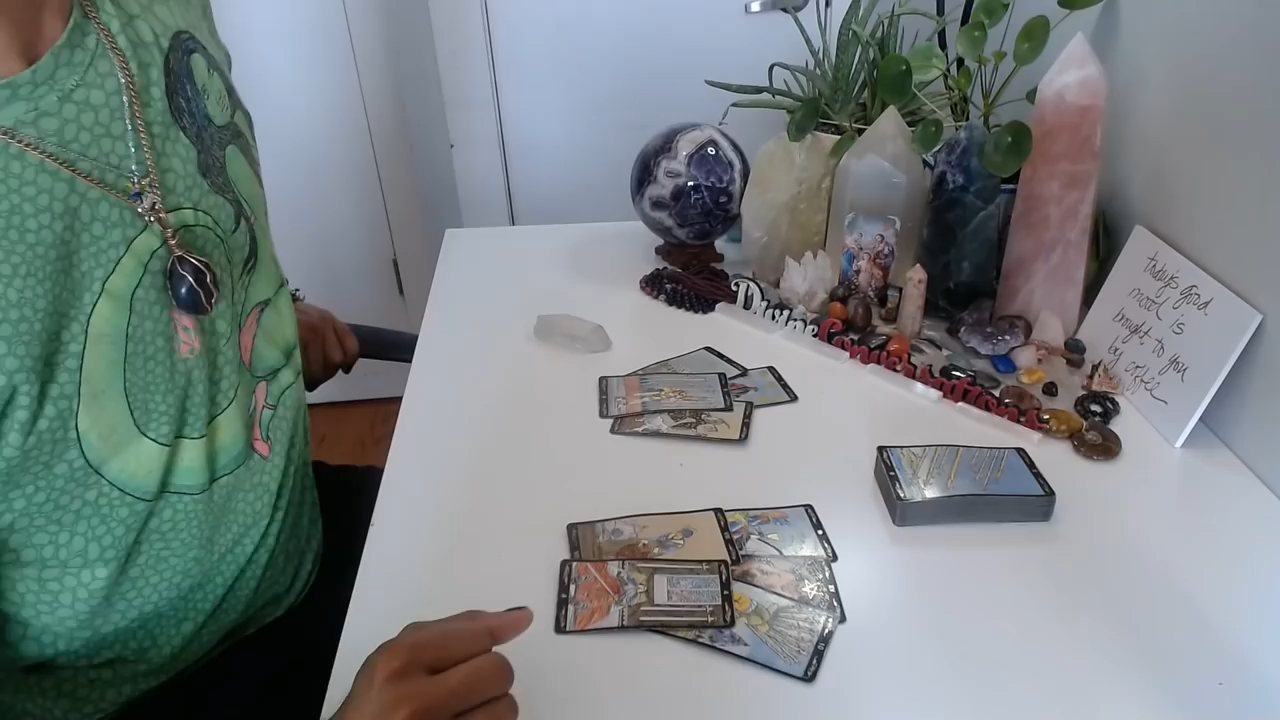 Divine Conversations
today's good
mood is
brought to you
by coffee